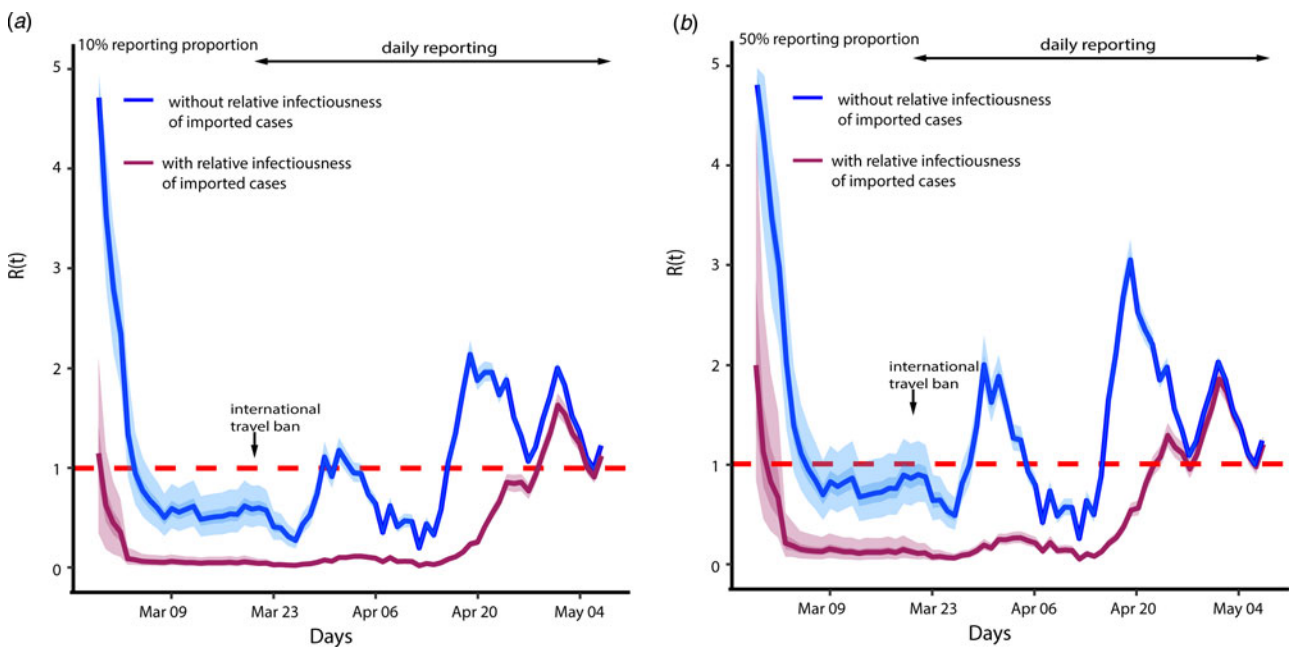 (a)
10% reporting proportion
daily reporting
5
without relative infectiousness
of imported cases
4
with relative infectiousness
of imported cases
3
R(t)
2
international
travel ban
1
0
Mar 09
Mar 23
Apr 06
Apr 20
May 04
Days
(b)
50% reporting proportion
daily reporting
5
without relative infectiousness
of imported cases
4
with relative infectiousness
of imported cases
3
R(t)
2
international
travel ban
1
0
Mar 09
Mar 23
Apr 06
Apr 20
May 04
Days